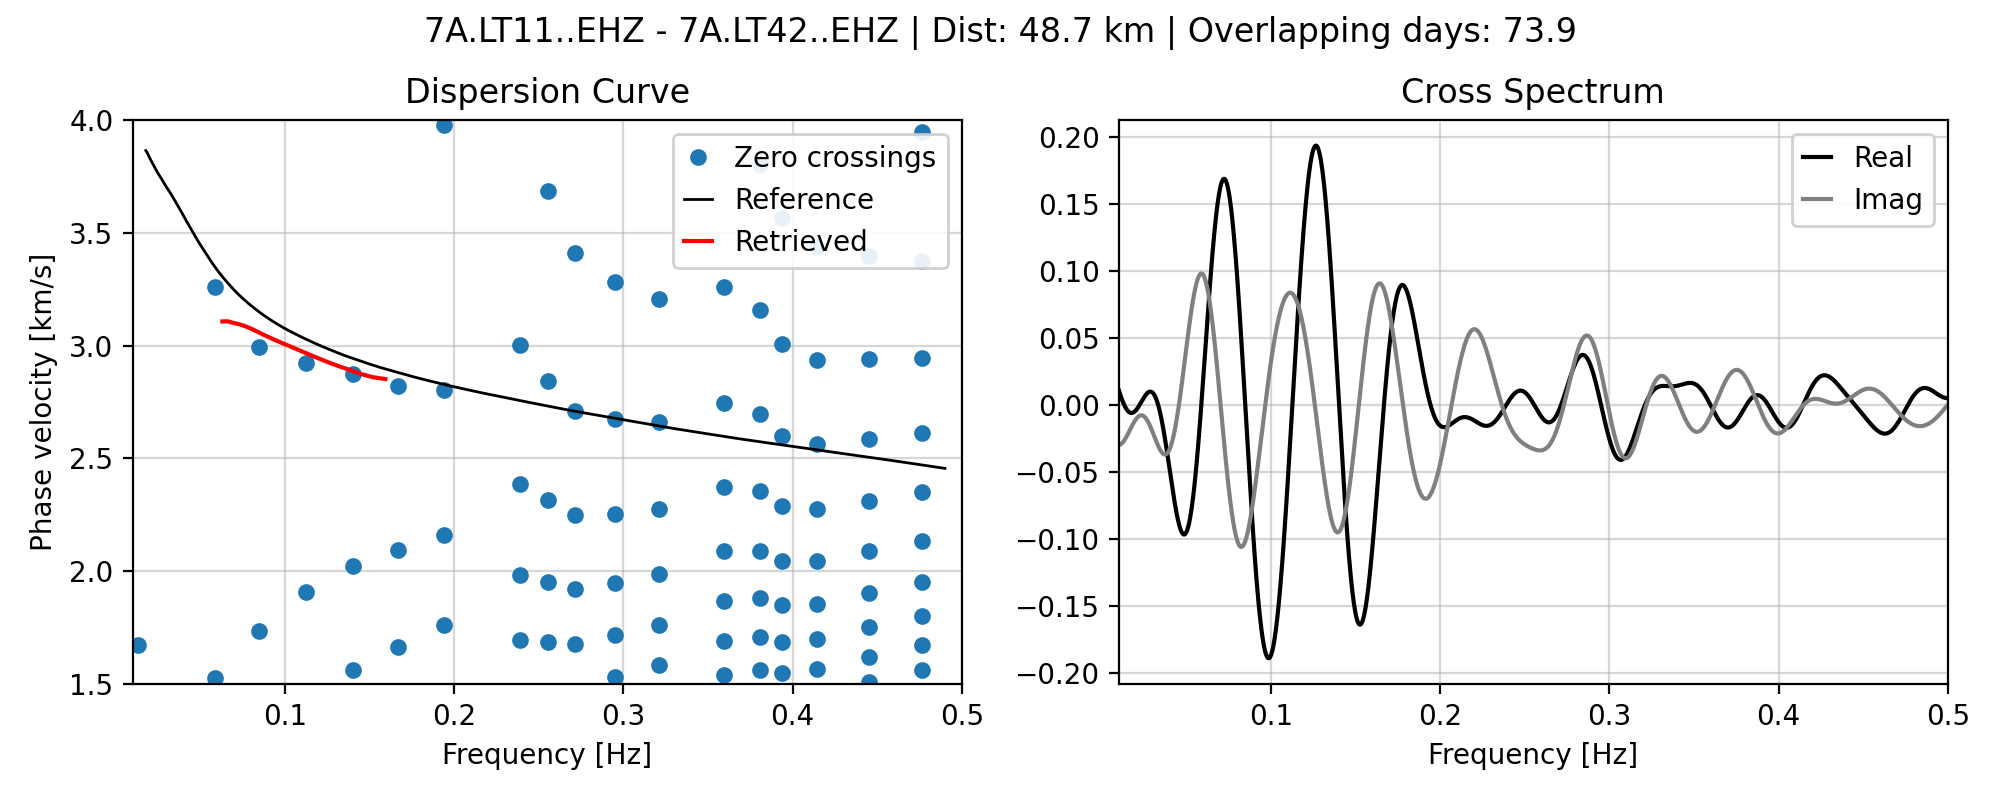 7A.LT11..EHZ - 7A.LT42..EHZ | Dist: 48.7 km | Overlapping days: 73.9
Dispersion Curve
4.0
3.5
3.0
2.5
2.0
1.5
Phase velocity [km/s]
0.1
0.2
0.3
0.4
0.5
Frequency [Hz]
Zero crossings
Reference
Retrieved
Cross Spectrum
0.20
0.15
0.10
0.05
0.00
−0.05
−0.10
−0.15
−0.20
0.1
0.2
0.3
0.4
0.5
Frequency [Hz]
Real
Imag